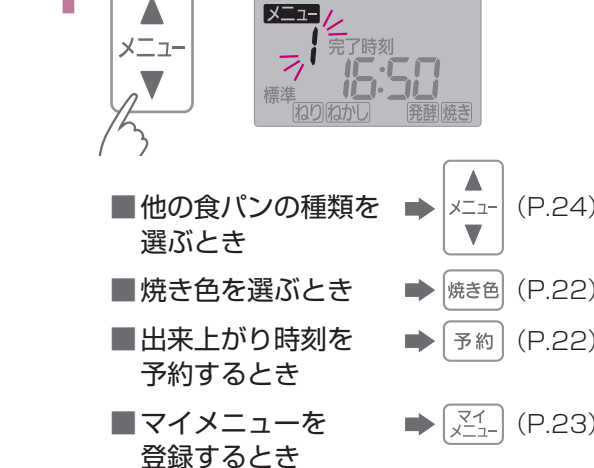 ▲
メニュー
▼
メニュー
1
完了時刻
16:50
標準
ねり ねかし 発酵 焼き
■他の食パンの種類を ➡ ▲ メニュー ▼ (P.24)
選ぶとき
■焼き色を選ぶとき ➡ 焼き色 (P.22)
■出来上がり時刻を ➡ 予約 (P.22)
予約するとき
■マイメニューを ➡ マイメニュー (P.23)
登録するとき